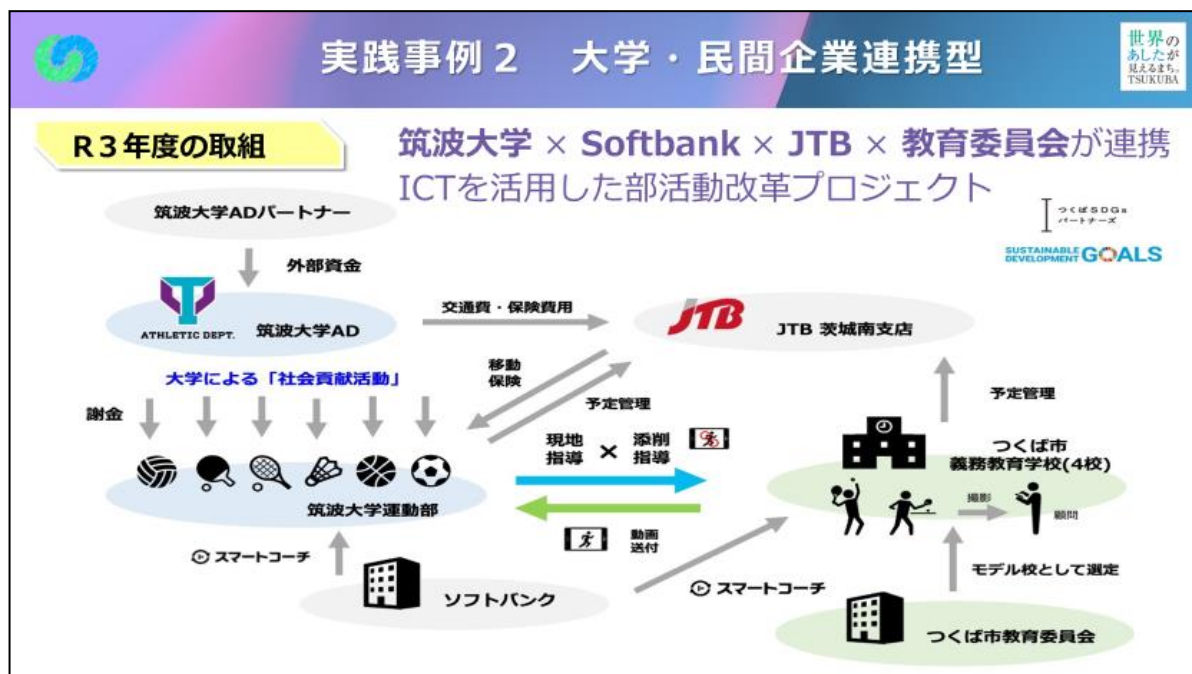 実践事例２　大学・民間企業連携型
世界の
あしたが
見えるまち。
TSUKUBA
R３年度の取組
筑波大学 × Softbank × JTB × 教育委員会が連携
ICTを活用した部活動改革プロジェクト
つくばSDGs
パートナーズ
SUSTAINABLE
DEVELOPMENT GOALS
筑波大学ADパートナー
外部資金
ATHLETIC DEPT.
筑波大学AD
交通費・保険費用
JTB
JTB 茨城南支店
大学による「社会貢献活動」
移動
保険
予定管理
謝金
予定管理
現地
指導
×
添削
指導
つくば市
義務教育学校(4校)
撮影
顧問
筑波大学運動部
動画
送付
スマートコーチ
ソフトバンク
スマートコーチ
モデル校として選定
つくば市教育委員会